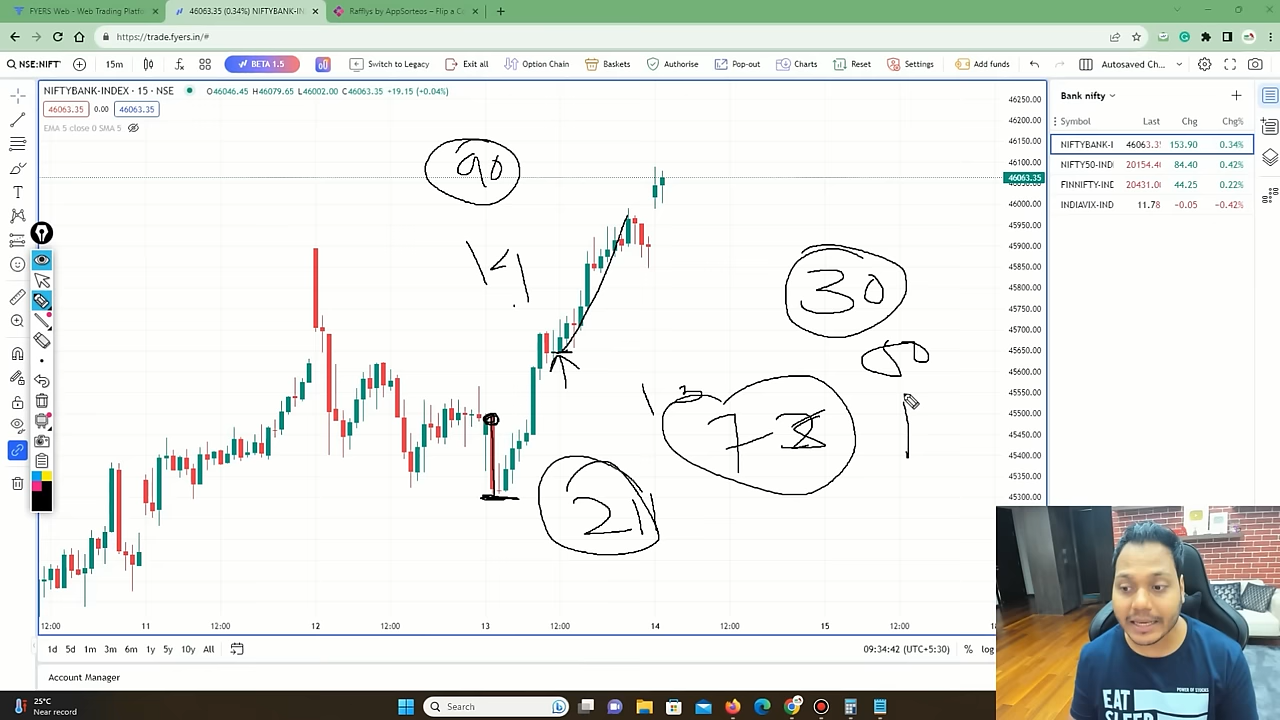 FYERS Web - Web Trading Platf
46063.35 (0.34%) NIFTYBANK-IN
Rafflys by AppSorteos – Flip a C
https://trade.fyers.in/#
NSE:NIFT
15m
BETA 1.5
Switch to Legacy
Exit all
Option Chain
Baskets
Authorise
Pop-out
Charts
Reset
Settings
Add funds
Autosaved Ch...
NIFTYBANK-INDEX · 15 · NSE
O46046.45 H46079.65 L46002.00 C46063.35 +19.15 (+0.04%)
46063.35 0.00 46063.35
EMA 5 close 0 SMA 5
Bank nifty
Symbol Last Chg Chg%
NIFTYBANK-I 46063.3 153.90 0.34%
NIFTY50-IND 20154.4 84.40 0.42%
FINNIFTY-INE 20431.0 44.25 0.22%
INDIAVIX-IND 11.78 -0.05 -0.42%
46250.00
46200.00
46150.00
46100.00
46063.35
46000.00
45950.00
45900.00
45850.00
45800.00
45750.00
45700.00
45650.00
45600.00
45550.00
45500.00
45450.00
45400.00
45350.00
45300.00
90
30
21
12:00 11 12:00 12 12:00 13 12:00 14 12:00 15 12:00
1d 5d 1m 3m 6m 1y 5y 10y All
09:34:42 (UTC+5:30) % log
Account Manager
POWER OF STOCKS
EAT
SLEEP
25°C
Near record
Search